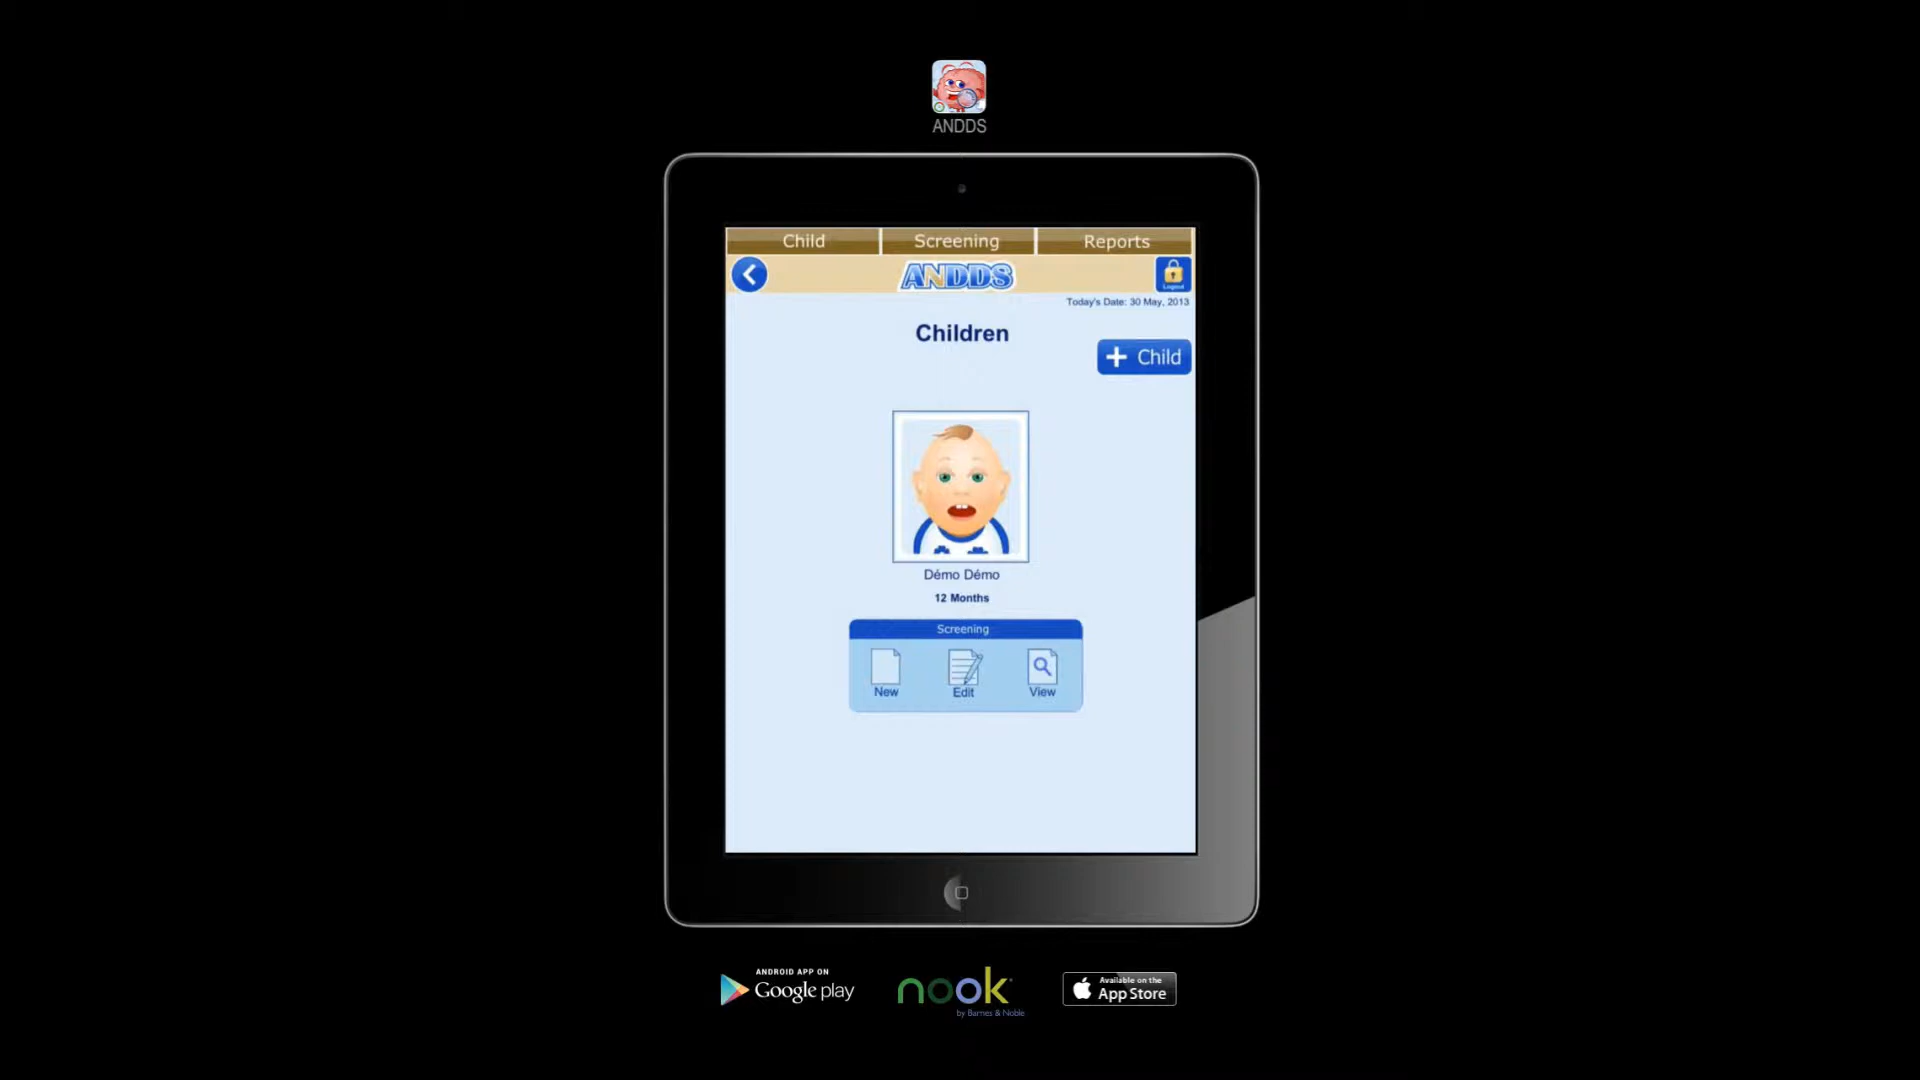 ANDDS
Child
Screening
Reports
ANDDS
Logout
Today's Date: 30 May, 2013
Children
+ Child
Démo Démo
12 Months
Screening
New
Edit
View
ANDROID APP ON
Google play
nook
by Barnes & Noble
Available on the
App Store